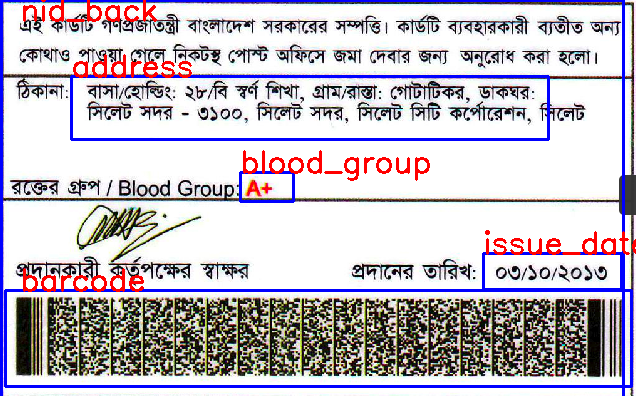 nid_back
এই কার্ডটি গণপ্রজাতন্ত্রী বাংলাদেশ সরকারের সম্পত্তি। কার্ডটি ব্যবহারকারী ব্যতীত অন্য
কোথাও পাওয়া গেলে নিকটস্থ পোস্ট অফিসে জমা দেবার জন্য অনুরোধ করা হলো।
address
ঠিকানা: বাসা/হোল্ডিং: ২৮/বি স্বর্ণ শিখা, গ্রাম/রাস্তা: গোটাটিকর, ডাকঘর:
সিলেট সদর - ৩১০০, সিলেট সদর, সিলেট সিটি কর্পোরেশন, সিলেট
blood_group
রক্তের গ্রুপ / Blood Group: A+
issue_date
প্রদানকারী কর্তৃপক্ষের স্বাক্ষর প্রদানের তারিখ: ০৩/১০/২০১৩
barcode